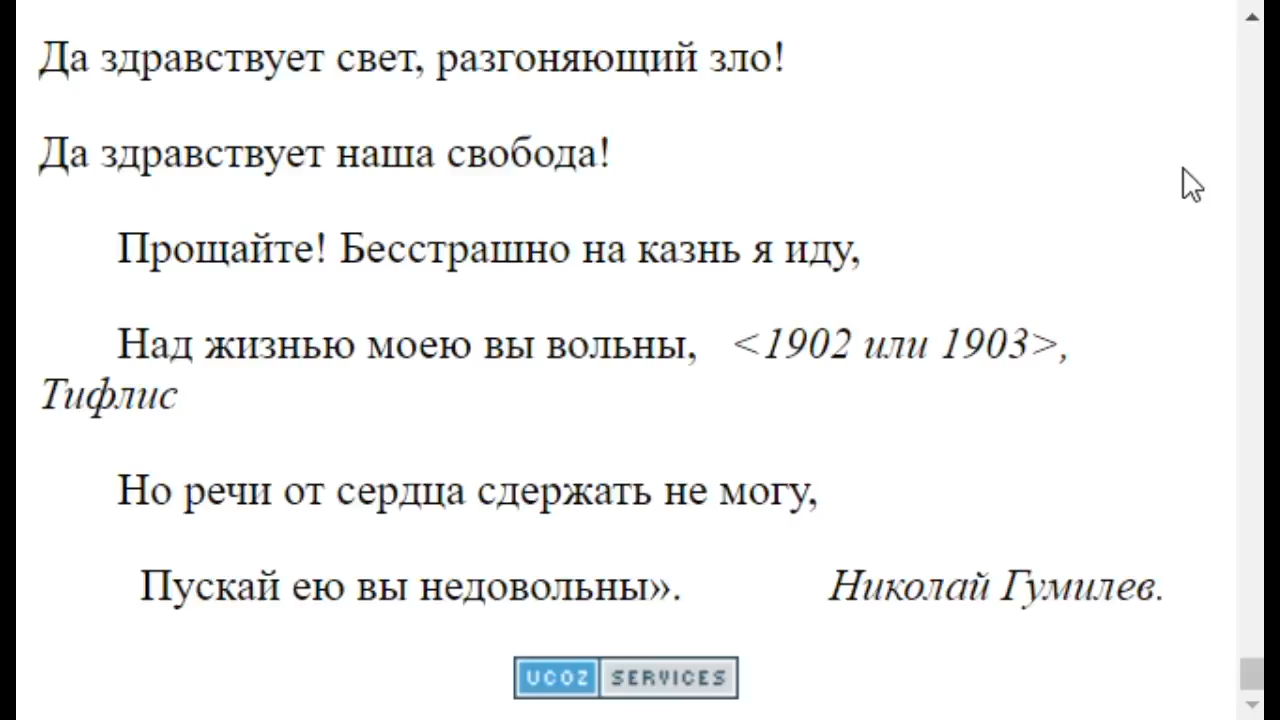 Да здравствует свет, разгоняющий зло!
Да здравствует наша свобода!
Прощайте! Бесстрашно на казнь я иду,
Над жизнью моею вы вольны, <1902 или 1903>,
Тифлис
Но речи от сердца сдержать не могу,
Пускай ею вы недовольны». Николай Гумилев.
UCOZ SERVICES